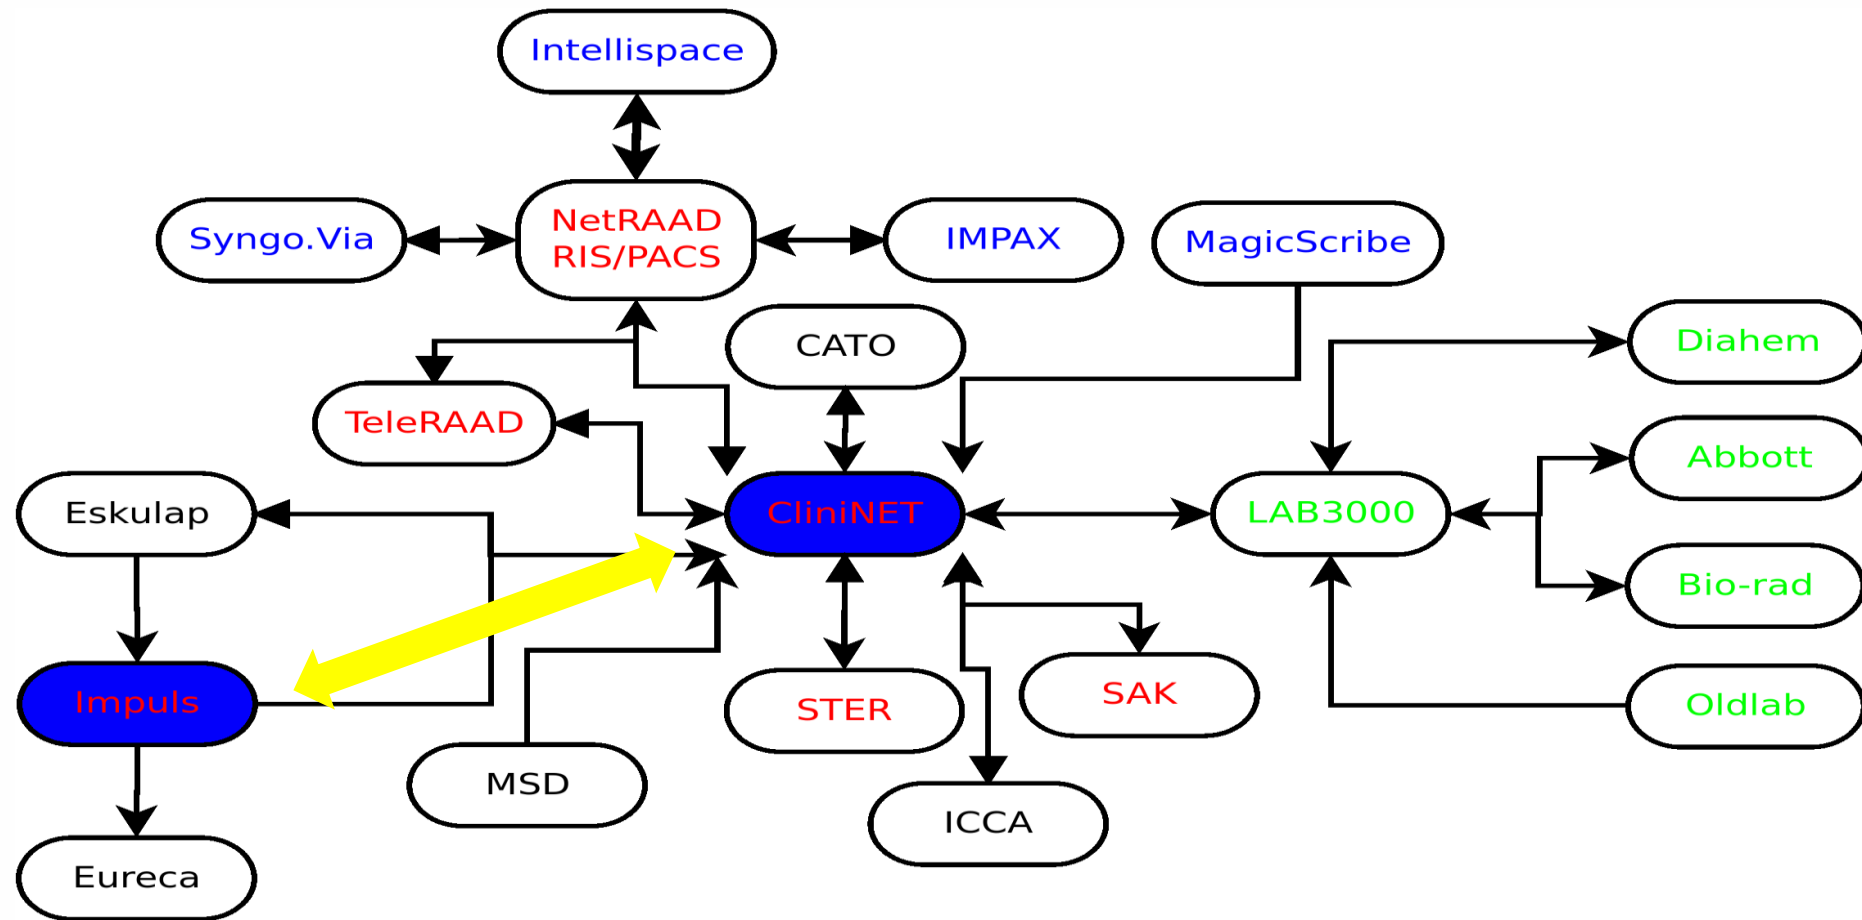 Intellispace
Syngo.Via
NetRAAD
RIS/PACS
IMPAX
MagicScribe
CATO
Diahem
TeleRAAD
Abbott
Eskulap
CliniNET
LAB3000
Bio-rad
Impuls
STER
SAK
Oldlab
MSD
ICCA
Eureca